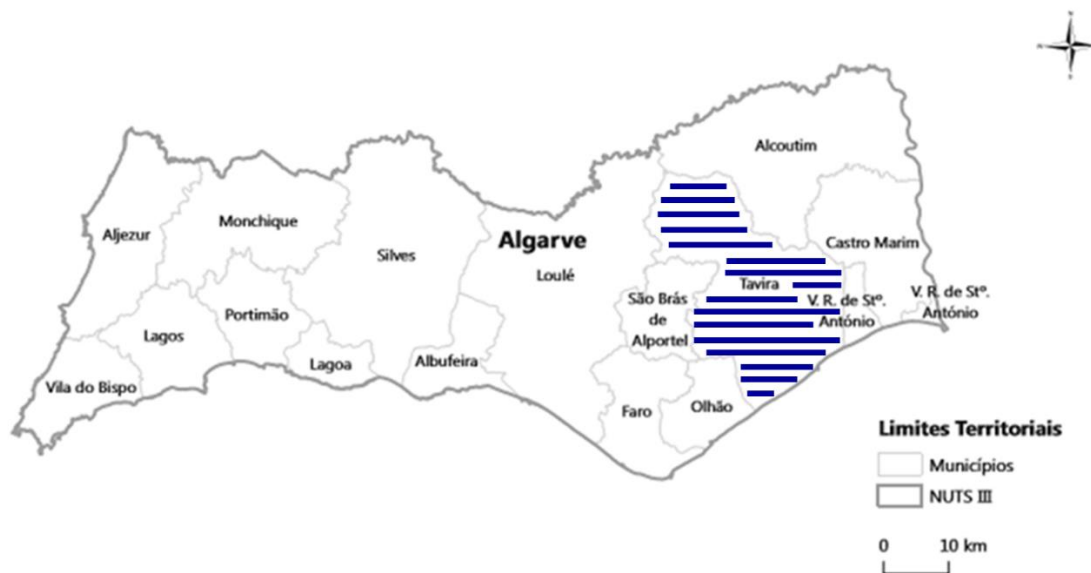 N
S
Alcoutim
Monchique
Aljezur
Algarve
Castro Marim
Silves
Loulé
Tavira
V. R. de Stº.
António
São Brás
de
Alportel
V. R. de Stº.
António
Portimão
Lagos
Lagoa
Albufeira
Vila do Bispo
Faro
Olhão
Limites Territoriais
Municípios
NUTS III
0 10 km